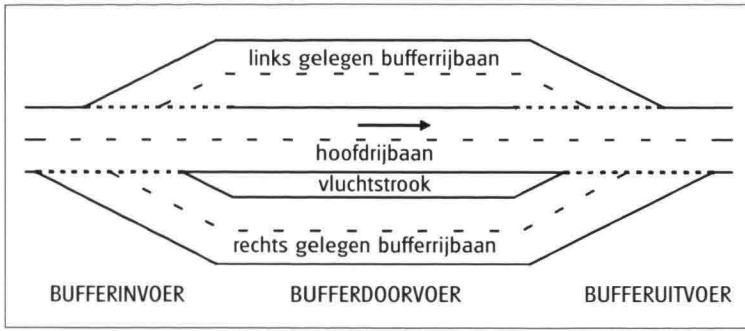 links gelegen bufferrijbaan
hoofdrijbaan
vluchtstrook
rechts gelegen bufferrijbaan
BUFFERINVOER BUFFERDOORVOER BUFFERUITVOER